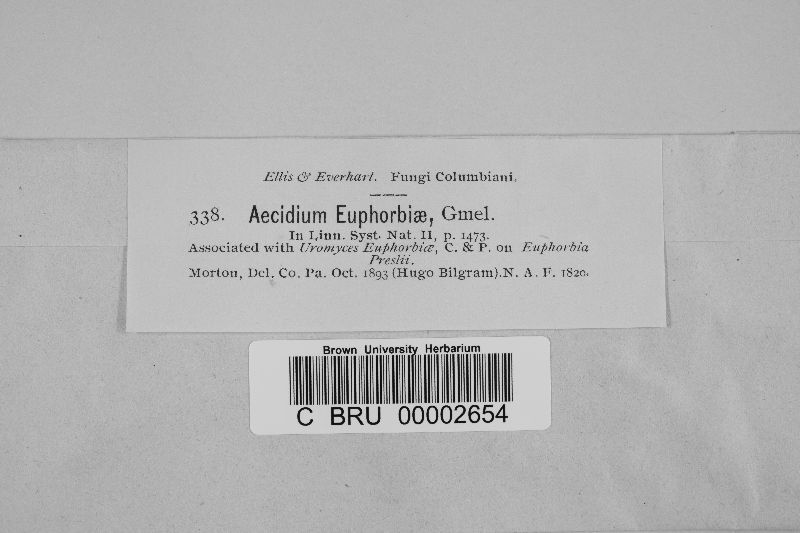 Ellis & Everhart. Fungi Columbiani.
338. Aecidium Euphorbiæ, Gmel.
In Linn. Syst. Nat. II, p. 1473.
Associated with Uromyces Euphorbiæ, C. & P. on Euphorbia
Preslii.
Morton, Del. Co. Pa. Oct. 1893 (Hugo Bilgram).N. A. F. 1820.
Brown University Herbarium
C BRU 00002654